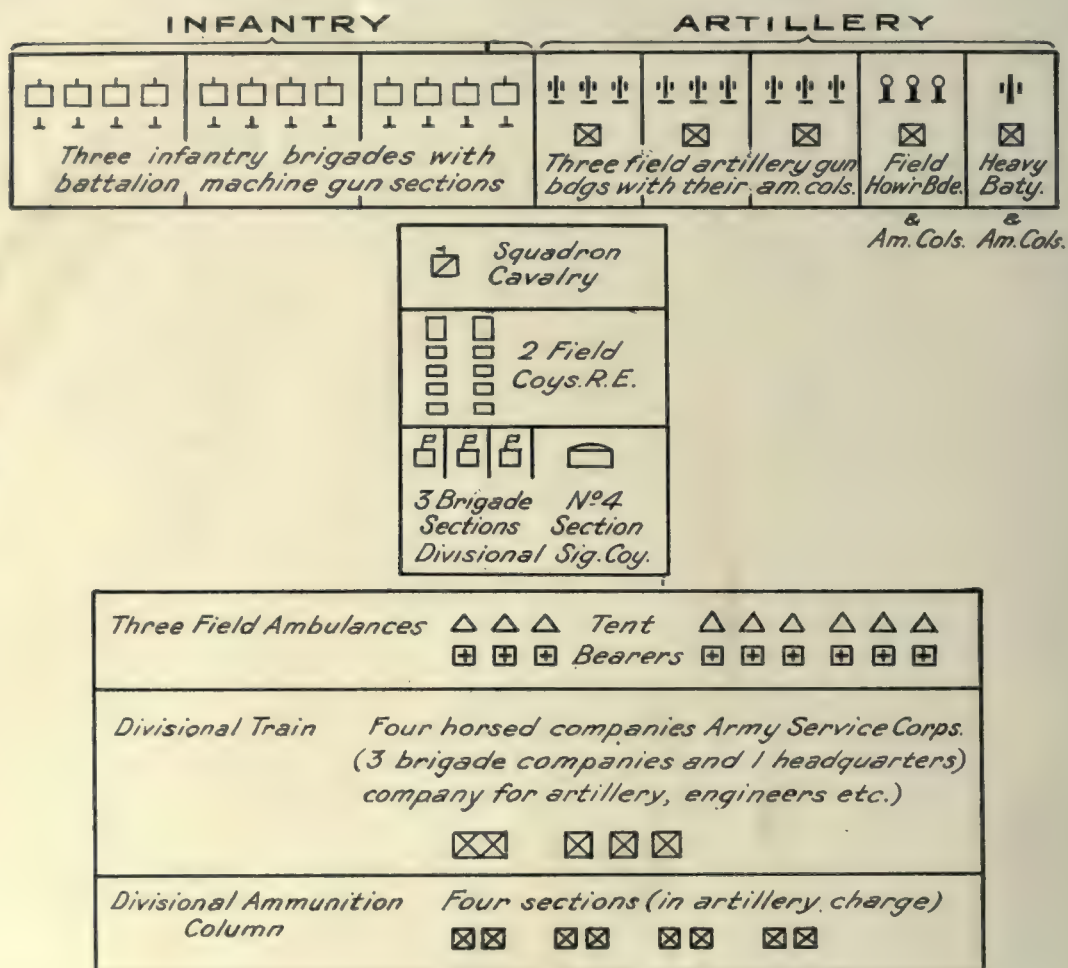 INFANTRY
ARTILLERY
Three infantry brigades with
battalion machine gun sections
Three field artillery gun
bdgs with their am. cols.
Field
How'r Bde.
&
Am. Cols.
Heavy
Baty.
&
Am. Cols.
Squadron
Cavalry
2 Field
Coys. R.E.
3 Brigade
Sections
Nº4
Section
Divisional Sig. Coy.
Three Field Ambulances
Tent
Bearers
Divisional Train
Four horsed companies Army Service Corps.
(3 brigade companies and 1 headquarters)
company for artillery, engineers etc.)
Divisional Ammunition
Column
Four sections (in artillery charge)